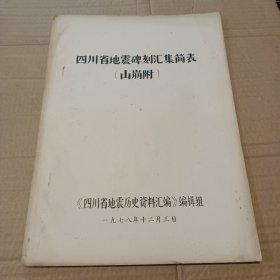 四川省地震碑刻汇集简表
（山崩附）
《四川省地震历史资料汇编》编辑组
一九七八年十二月三日